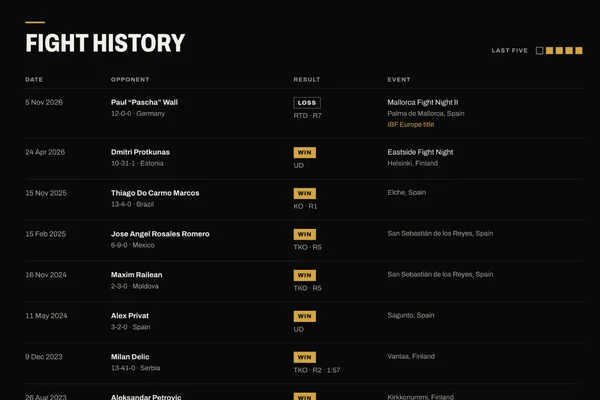 FIGHT HISTORY
LAST FIVE
DATE OPPONENT RESULT EVENT
5 Nov 2026 Paul “Pascha” Wall LOSS Mallorca Fight Night II
12-0-0 · Germany RTD · R7 Palma de Mallorca, Spain
IBF Europe title
24 Apr 2026 Dmitri Protkunas WIN Eastside Fight Night
10-31-1 · Estonia UD Helsinki, Finland
15 Nov 2025 Thiago Do Carmo Marcos WIN Elche, Spain
13-4-0 · Brazil KO · R1
15 Feb 2025 Jose Angel Rosales Romero WIN San Sebastián de los Reyes, Spain
6-9-0 · Mexico TKO · R5
16 Nov 2024 Maxim Railean WIN San Sebastián de los Reyes, Spain
2-3-0 · Moldova TKO · R5
11 May 2024 Alex Privat WIN Sagunto, Spain
3-2-0 · Spain UD
9 Dec 2023 Milan Delic WIN Vantaa, Finland
13-41-0 · Serbia TKO · R2 · 1:57
26 Aug 2023 Aleksandar Petrovic WIN Kirkkonummi, Finland